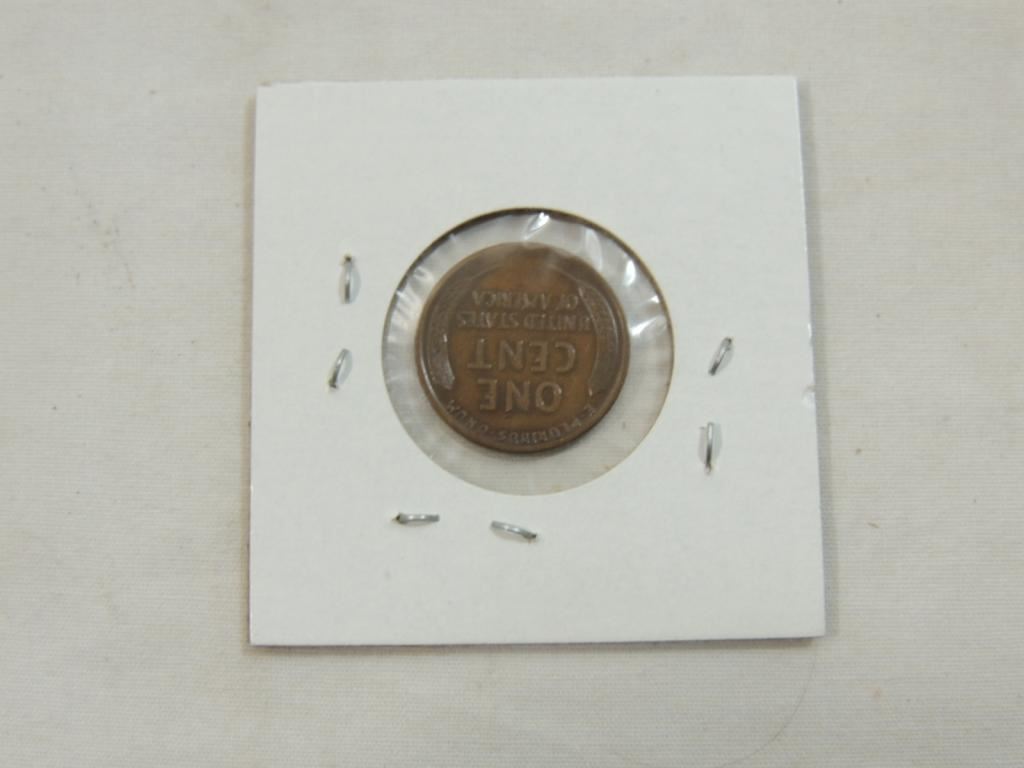 E·PLURIBUS·UNUM
ONE
CENT
UNITED STATES
OF AMERICA